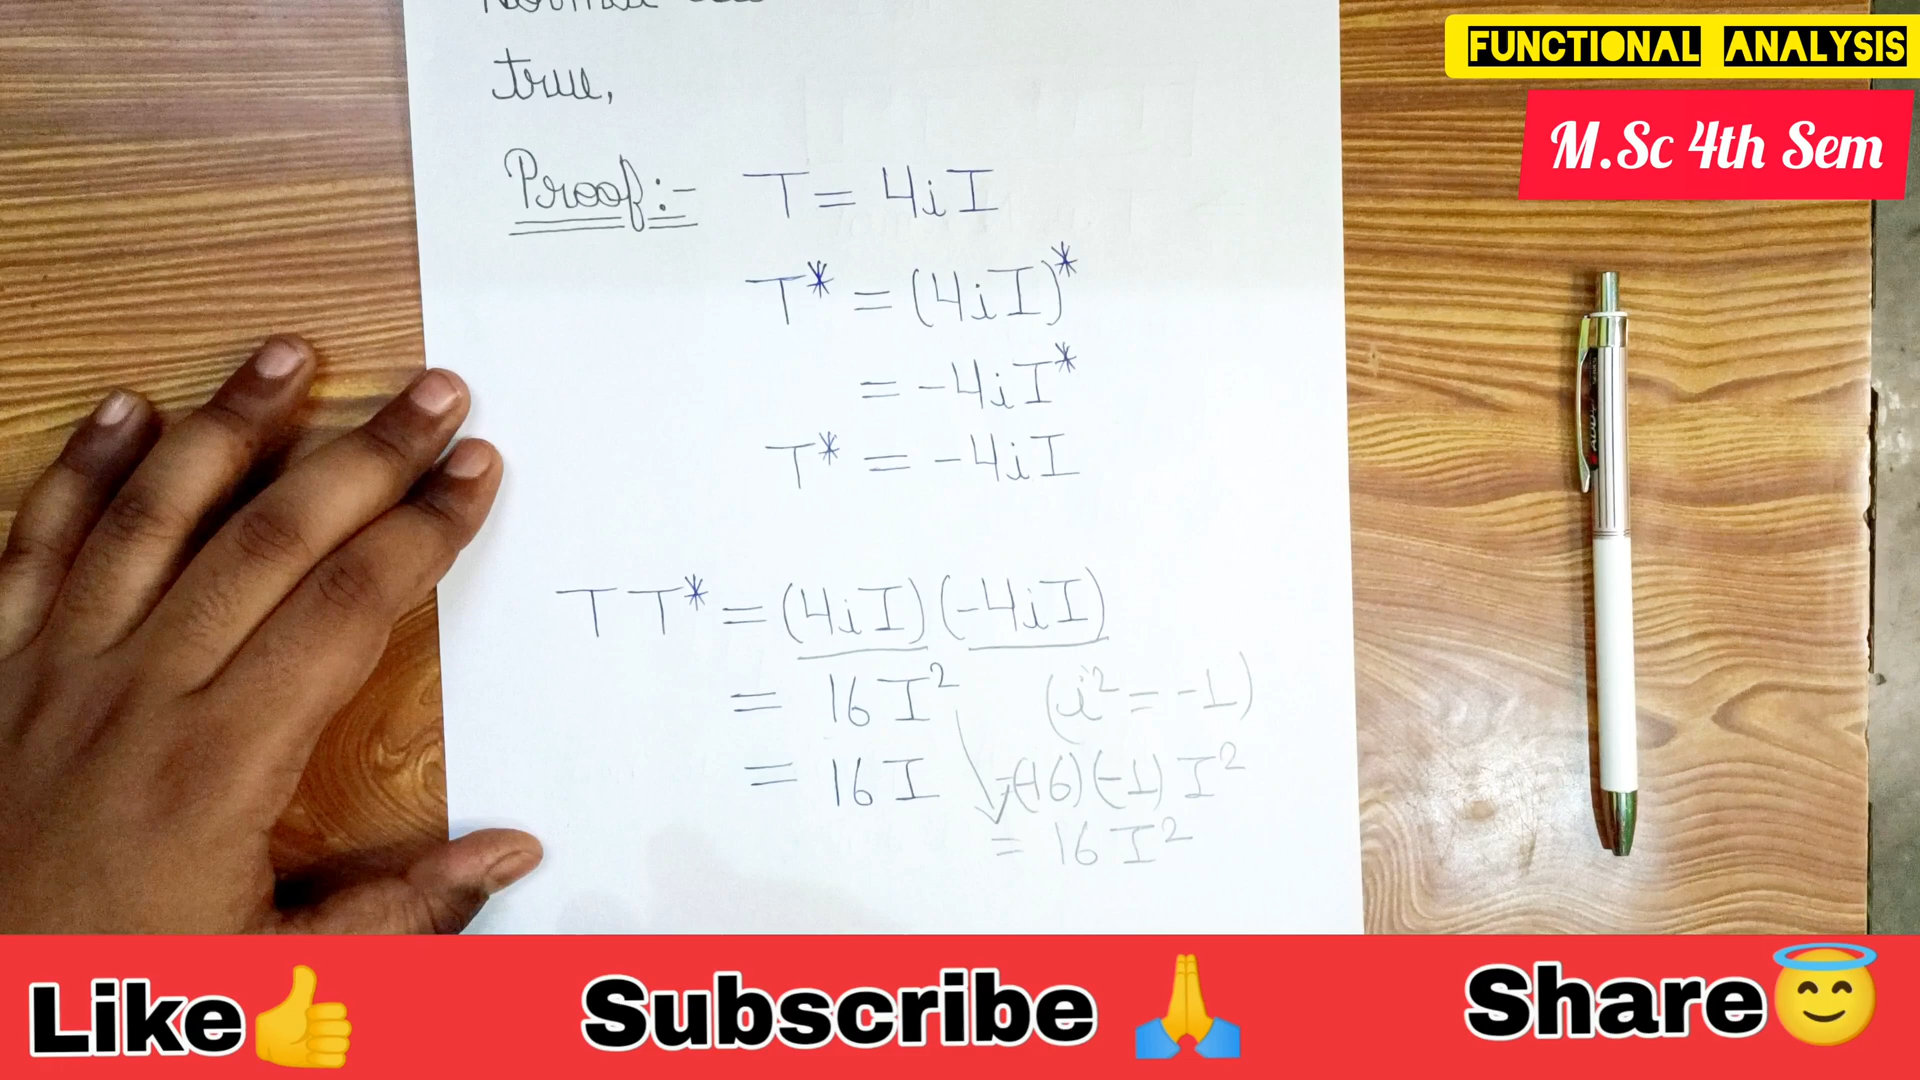 FUNCTIONAL ANALYSIS
M.Sc 4th Sem
true,
Proof:- T = 4iI
T* = (4iI)*
= -4iI*
T* = -4iI
TT* = (4iI)(-4iI)
= 16I² (i² = -1)
= 16I -(16)(-1)I²
= 16I²
Like👍 Subscribe 🙏 Share😇